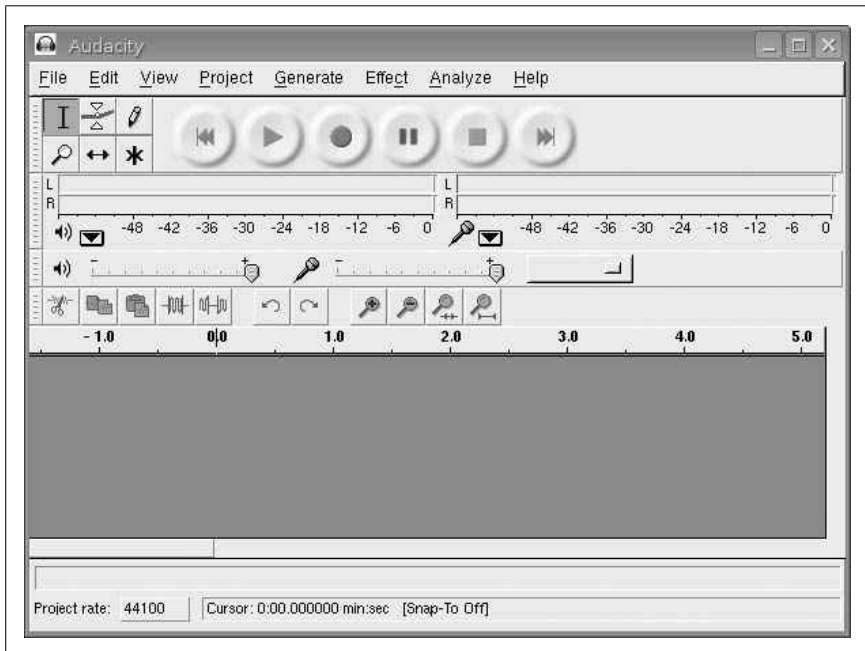 Audacity
File Edit View Project Generate Effect Analyze Help
L L
R R
-48 -42 -36 -30 -24 -18 -12 -6 0 -48 -42 -36 -30 -24 -18 -12 -6 0
- + - +
- 1.0 0,0 1.0 2.0 3.0 4.0 5.0
Project rate: 44100 Cursor: 0:00.000000 min:sec [Snap-To Off]